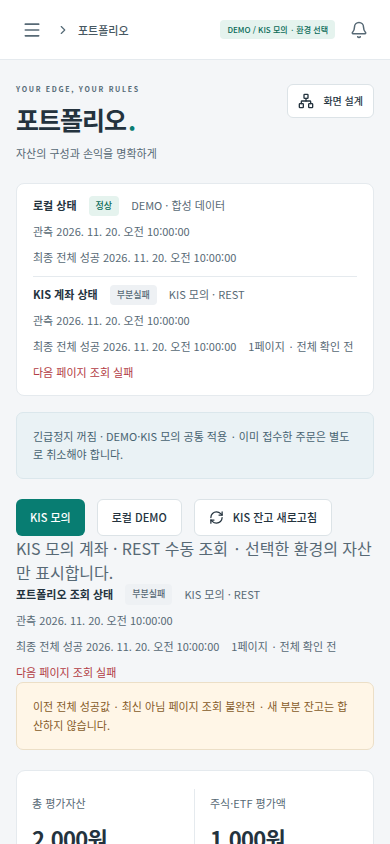 포트폴리오
DEMO / KIS 모의 · 환경 선택
YOUR EDGE, YOUR RULES
포트폴리오.
화면 설계
자산의 구성과 손익을 명확하게
로컬 상태 정상 DEMO · 합성 데이터
관측 2026. 11. 20. 오전 10:00:00
최종 전체 성공 2026. 11. 20. 오전 10:00:00
KIS 계좌 상태 부분실패 KIS 모의 · REST
관측 2026. 11. 20. 오전 10:00:00
최종 전체 성공 2026. 11. 20. 오전 10:00:00 1페이지 · 전체 확인 전
다음 페이지 조회 실패
긴급정지 꺼짐 · DEMO·KIS 모의 공통 적용 · 이미 접수한 주문은 별도
로 취소해야 합니다.
KIS 모의 로컬 DEMO KIS 잔고 새로고침
KIS 모의 계좌 · REST 수동 조회 · 선택한 환경의 자산
만 표시합니다.
포트폴리오 조회 상태 부분실패 KIS 모의 · REST
관측 2026. 11. 20. 오전 10:00:00
최종 전체 성공 2026. 11. 20. 오전 10:00:00 1페이지 · 전체 확인 전
다음 페이지 조회 실패
이전 전체 성공값 · 최신 아님 페이지 조회 불완전 · 새 부분 잔고는 합
산하지 않습니다.
총 평가자산 주식·ETF 평가액
2,000원 1,000원